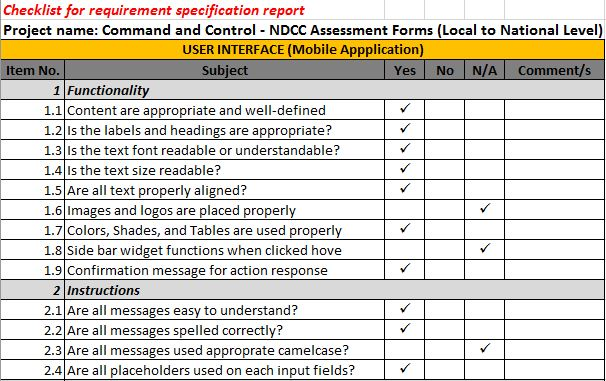 Checklist for requirement specification report
Project name: Command and Control - NDCC Assessment Forms (Local to National Level)
USER INTERFACE (Mobile Appplication)
Item No. Subject Yes No N/A Comment/s
1 Functionality
1.1 Content are appropriate and well-defined ✓
1.2 Is the labels and headings are appropriate? ✓
1.3 Is the text font readable or understandable? ✓
1.4 Is the text size readable? ✓
1.5 Are all text properly aligned? ✓
1.6 Images and logos are placed properly ✓
1.7 Colors, Shades, and Tables are used properly ✓
1.8 Side bar widget functions when clicked hove ✓
1.9 Confirmation message for action response ✓
2 Instructions
2.1 Are all messages easy to understand? ✓
2.2 Are all messages spelled correctly? ✓
2.3 Are all messages used approprate camelcase? ✓
2.4 Are all placeholders used on each input fields? ✓